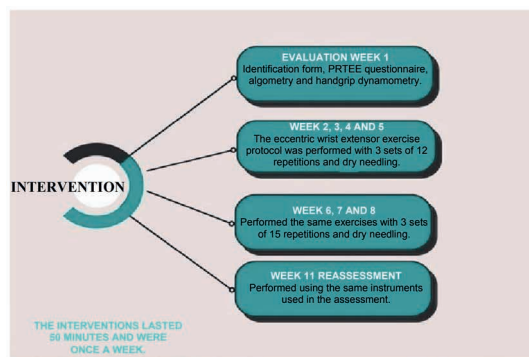 EVALUATION WEEK 1
Identification form, PRTEE questionnaire,
algometry and handgrip dynamometry.
WEEK 2, 3, 4 AND 5
The eccentric wrist extensor exercise
protocol was performed with 3 sets of 12
repetitions and dry needling.
INTERVENTION
WEEK 6, 7 AND 8
Performed the same exercises with 3 sets
of 15 repetitions and dry needling.
WEEK 11 REASSESSMENT
Performed using the same instruments
used in the assessment.
THE INTERVENTIONS LASTED
50 MINUTES AND WERE
ONCE A WEEK.